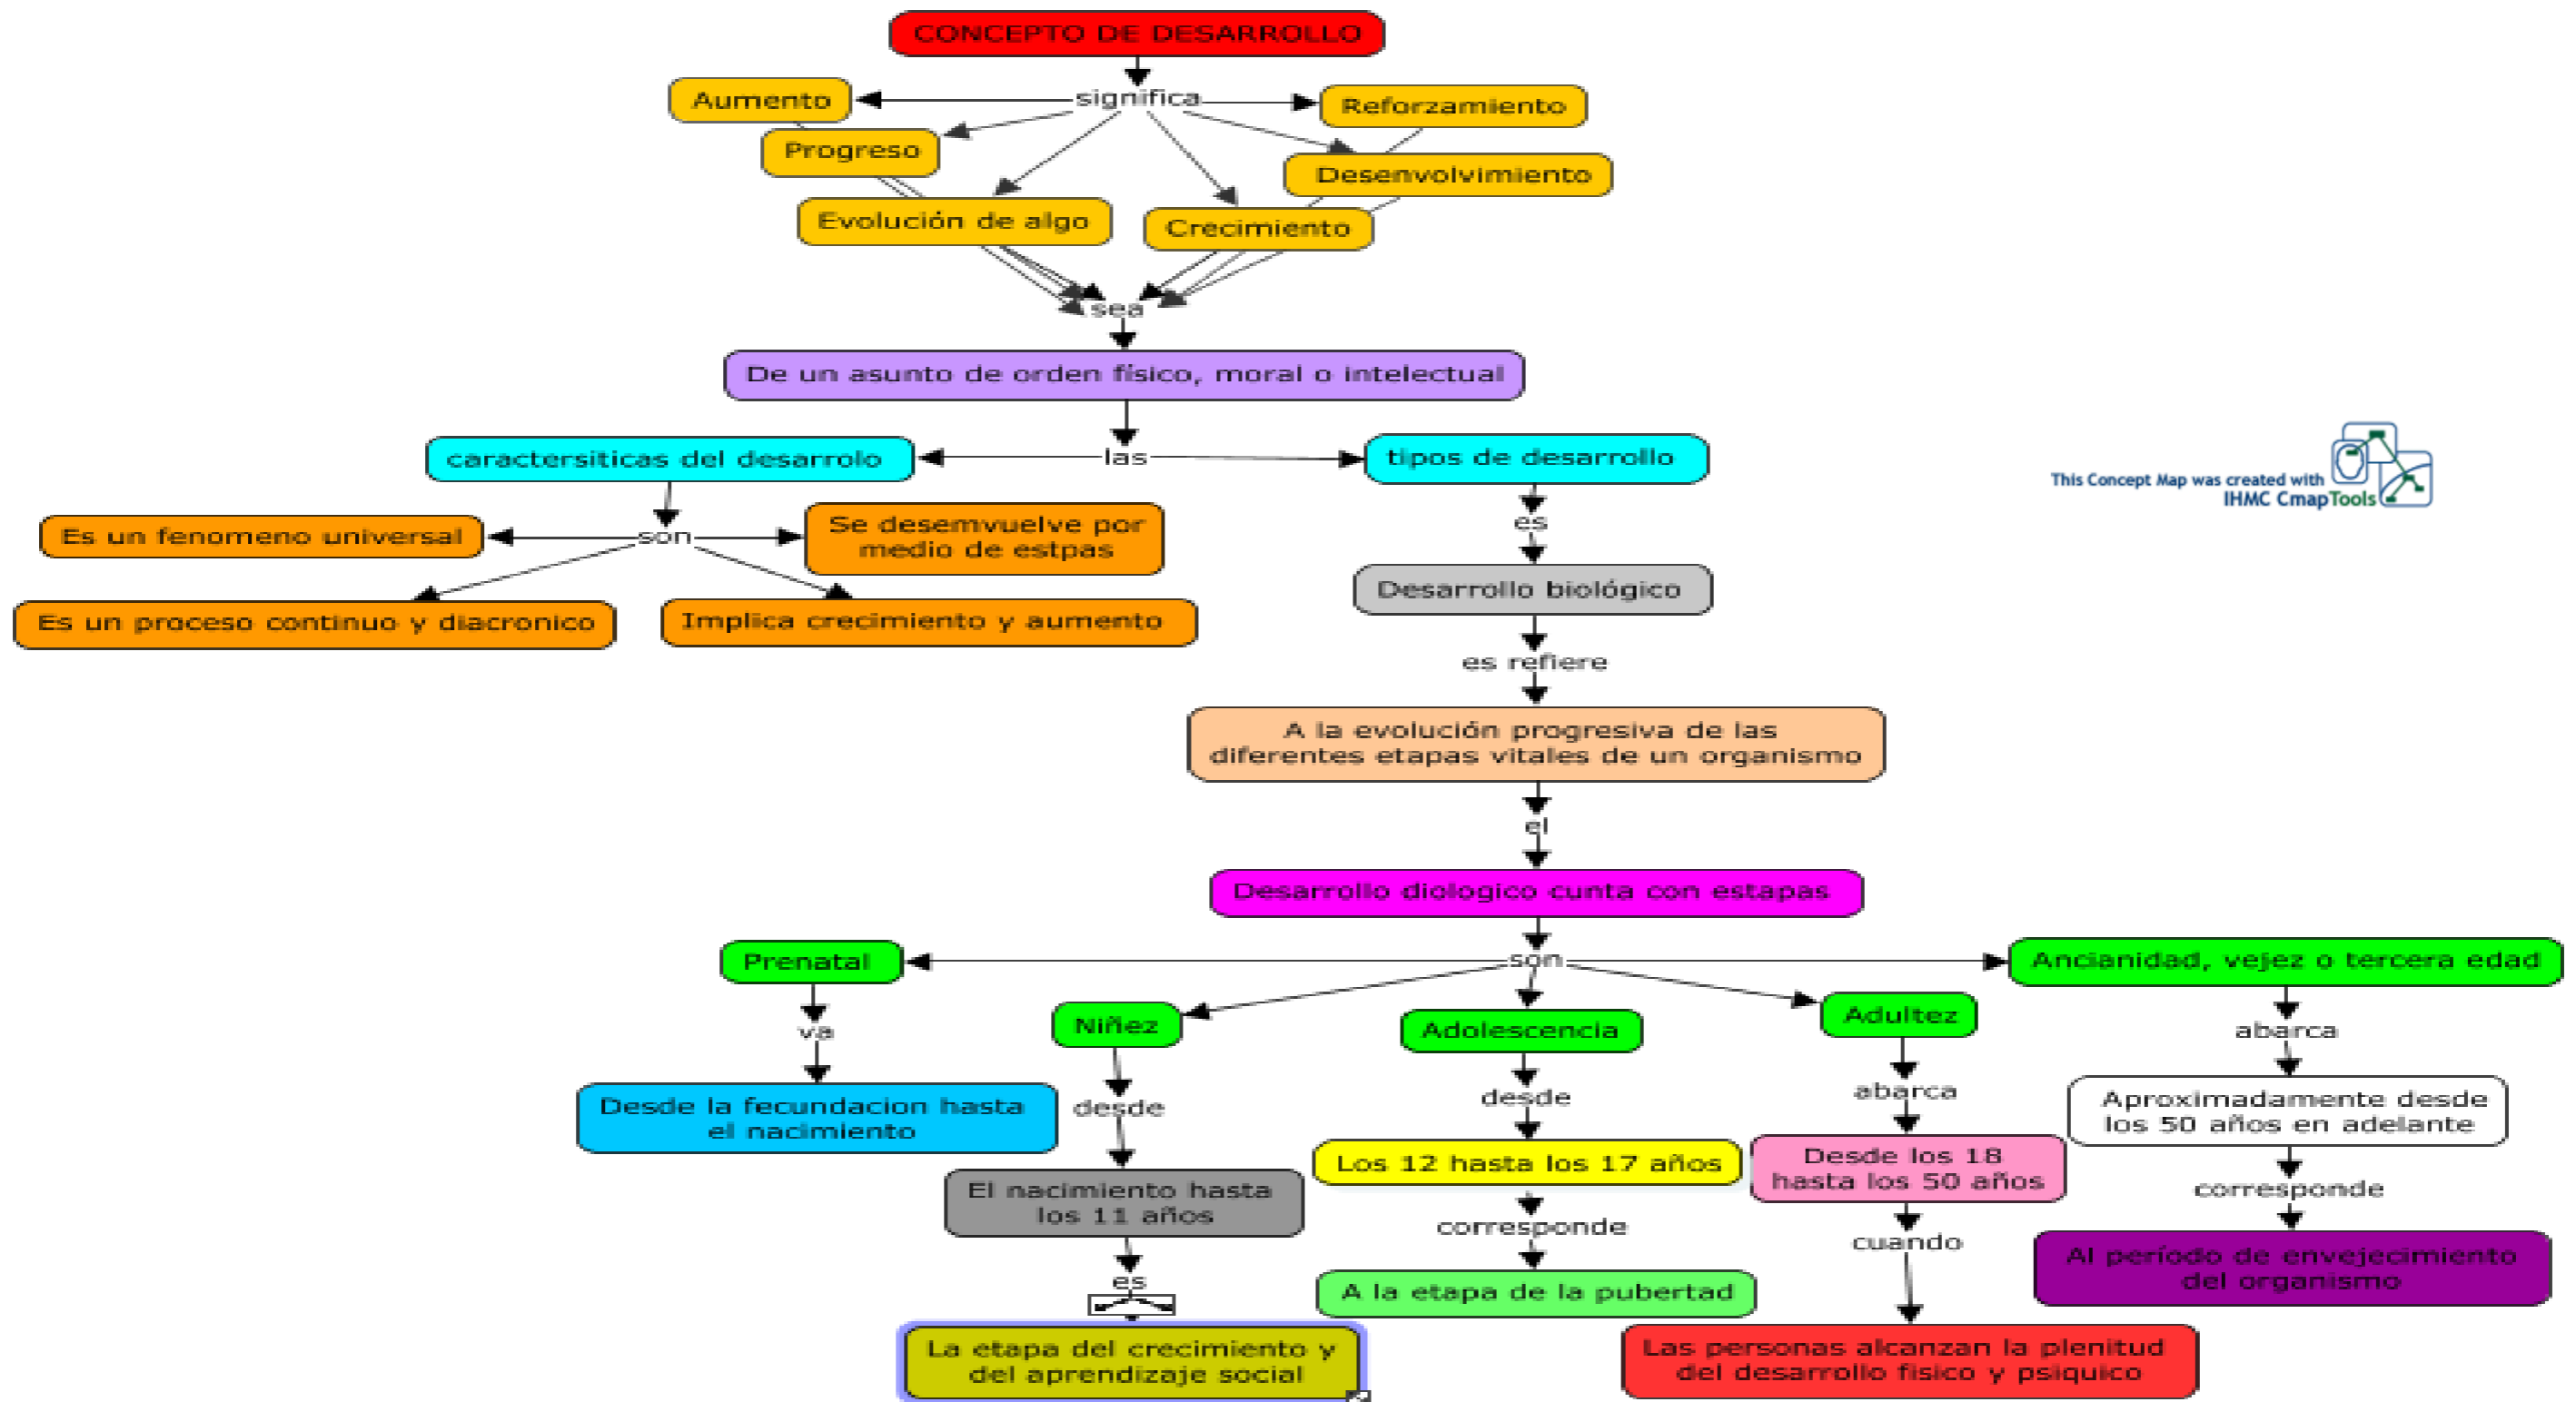 CONCEPTO DE DESARROLLO
significa
Aumento
Reforzamiento
Progreso
Desenvolvimiento
Evolución de algo
Crecimiento
sea
De un asunto de orden físico, moral o intelectual
caractersiticas del desarrolo
las
tipos de desarrollo
es
Es un fenomeno universal
son
Se desemvuelve por
medio de estpas
Desarrollo biológico
Es un proceso continuo y diacronico
Implica crecimiento y aumento
es refiere
A la evolución progresiva de las
diferentes etapas vitales de un organismo
el
Desarrollo diologico cunta con estapas
Prenatal
son
Ancianidad, vejez o tercera edad
Niñez
Adolescencia
Adultez
va
abarca
Desde la fecundacion hasta
el nacimiento
desde
desde
abarca
Aproximadamente desde
los 50 años en adelante
El nacimiento hasta
los 11 años
Los 12 hasta los 17 años
Desde los 18
hasta los 50 años
corresponde
corresponde
cuando
es
A la etapa de la pubertad
Al período de envejecimiento
del organismo
La etapa del crecimiento y
del aprendizaje social
Las personas alcanzan la plenitud
del desarrollo fisico y psiquico
This Concept Map was created with
IHMC CmapTools